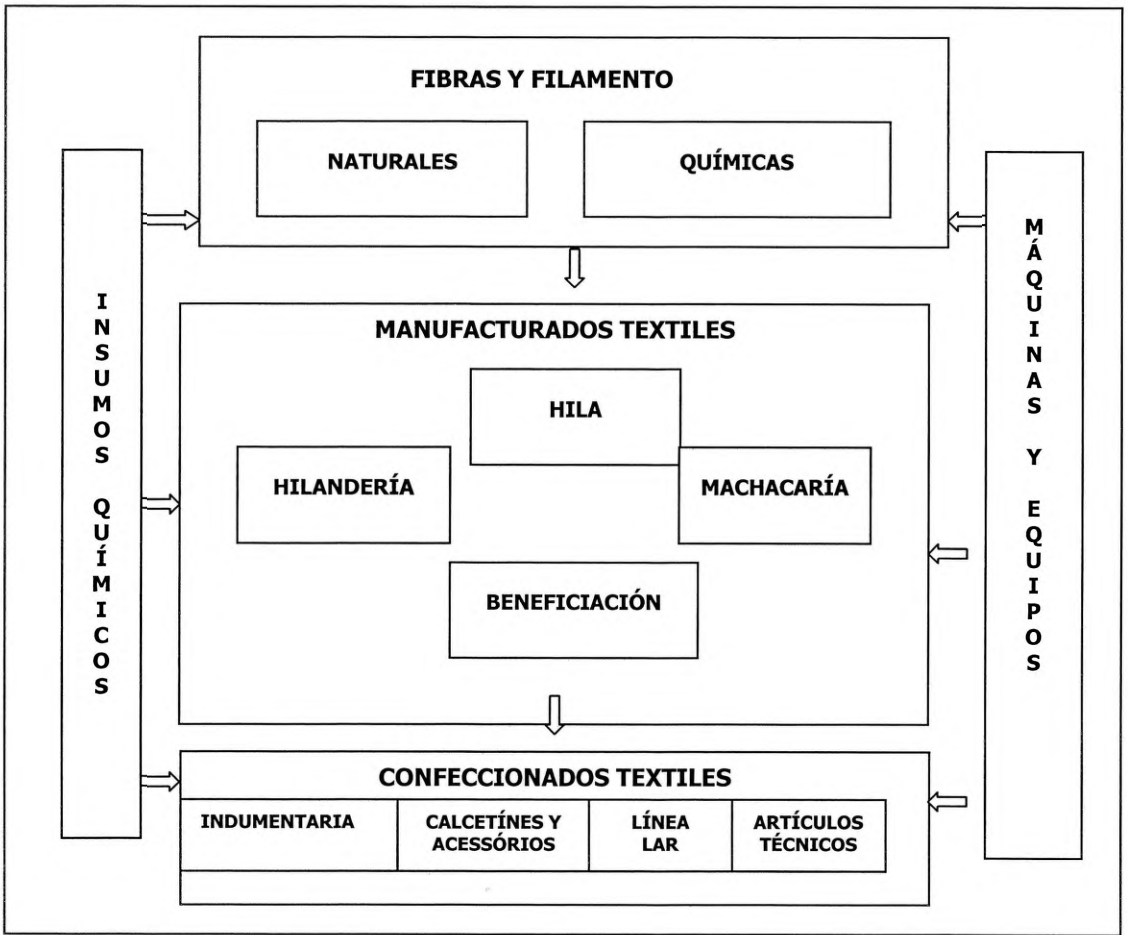 FIBRAS Y FILAMENTO
NATURALES
QUÍMICAS
INSUMOS QUÍMICOS
MÁQUINAS Y EQUIPOS
MANUFACTURADOS TEXTILES
HILA
HILANDERÍA
MACHACARÍA
BENEFICIACIÓN
CONFECCIONADOS TEXTILES
INDUMENTARIA
CALCETÍNES Y
ACESSÓRIOS
LÍNEA
LAR
ARTÍCULOS
TÉCNICOS